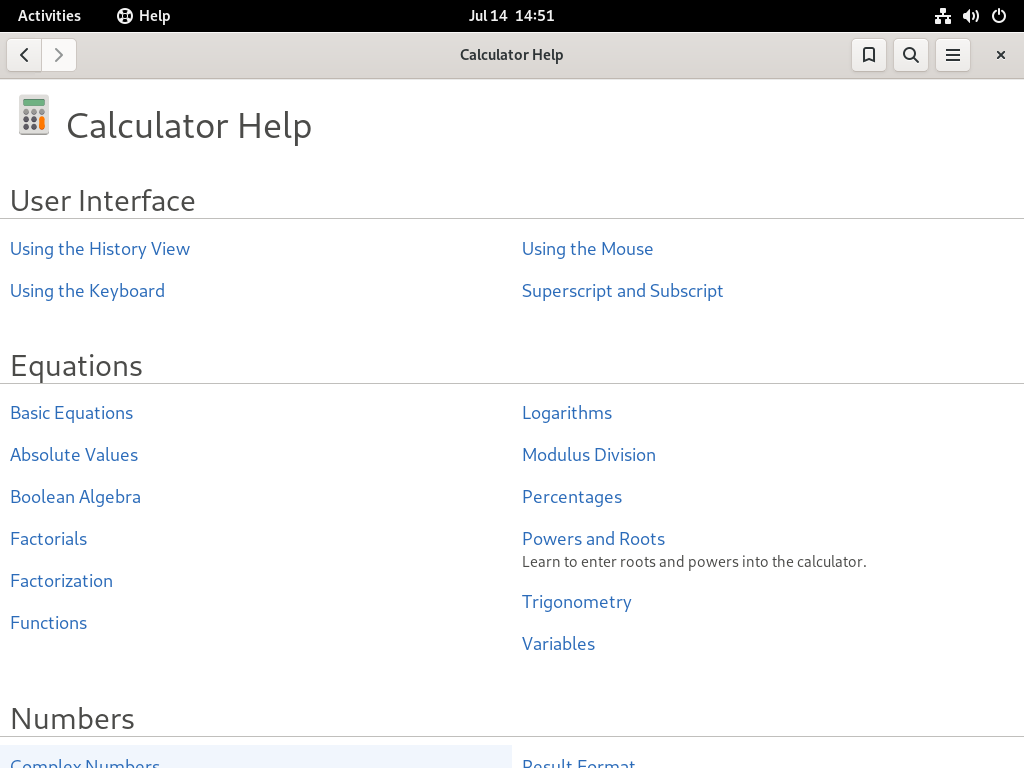 Activities Help Jul 14 14:51
Calculator Help
Calculator Help
User Interface
Using the History View
Using the Keyboard
Using the Mouse
Superscript and Subscript
Equations
Basic Equations
Absolute Values
Boolean Algebra
Factorials
Factorization
Functions
Logarithms
Modulus Division
Percentages
Powers and Roots
Learn to enter roots and powers into the calculator.
Trigonometry
Variables
Numbers
Complex Numbers
Result Format